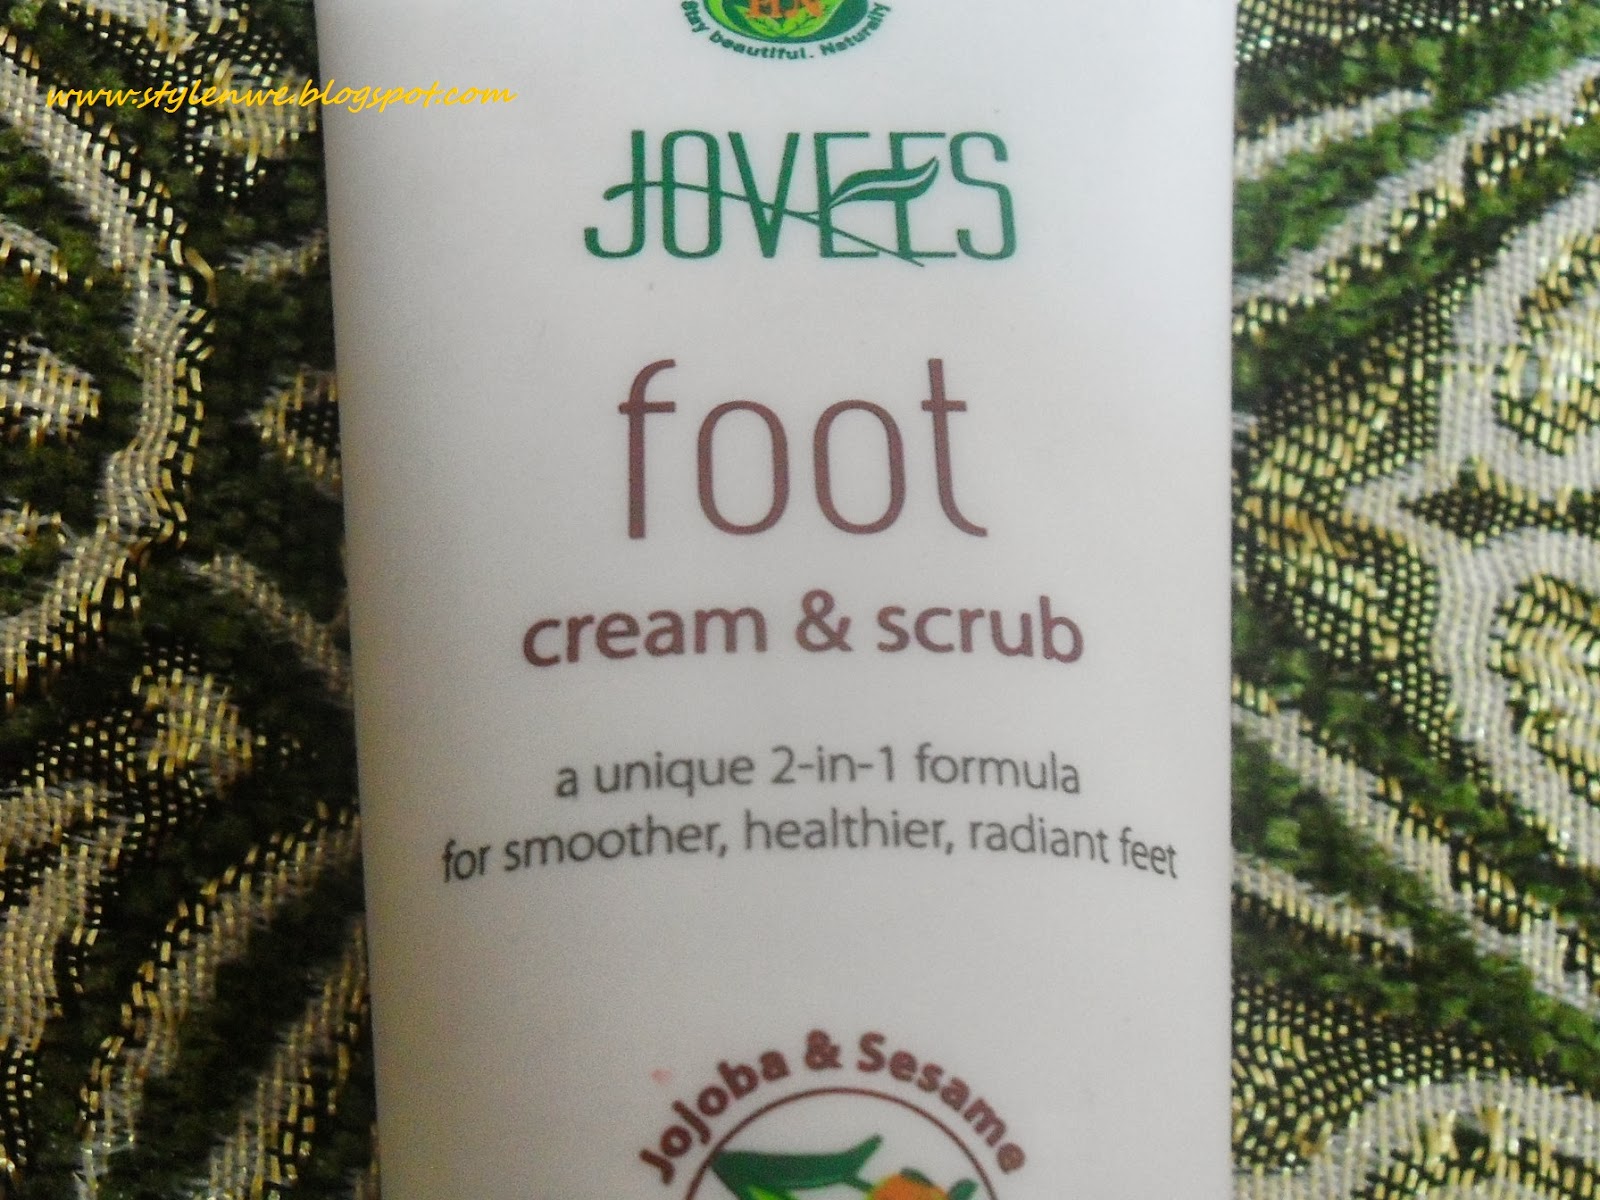 Stay beautiful. Naturally
www.stylenwe.blogspot.com
JOVEES
foot
cream & scrub
a unique 2-in-1 formula
for smoother, healthier, radiant feet
Jojoba & Sesame